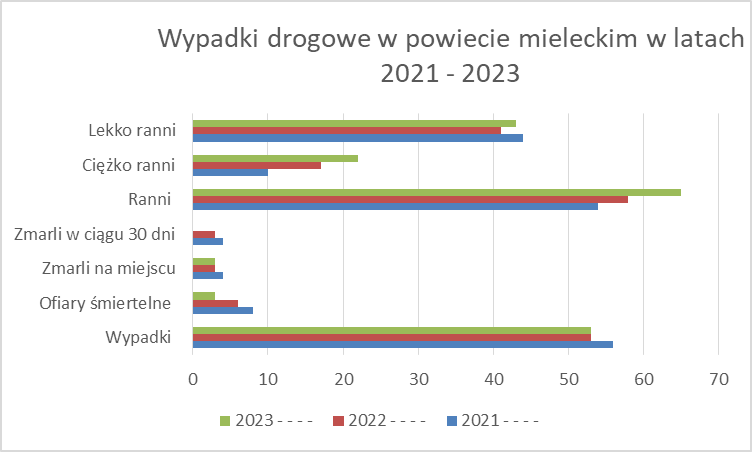 Wypadki drogowe w powiecie mieleckim w latach
2021 - 2023
Lekko ranni
Ciężko ranni
Ranni
Zmarli w ciągu 30 dni
Zmarli na miejscu
Ofiary śmiertelne
Wypadki
0 10 20 30 40 50 60 70
2023 - - - - 2022 - - - - 2021 - - - -